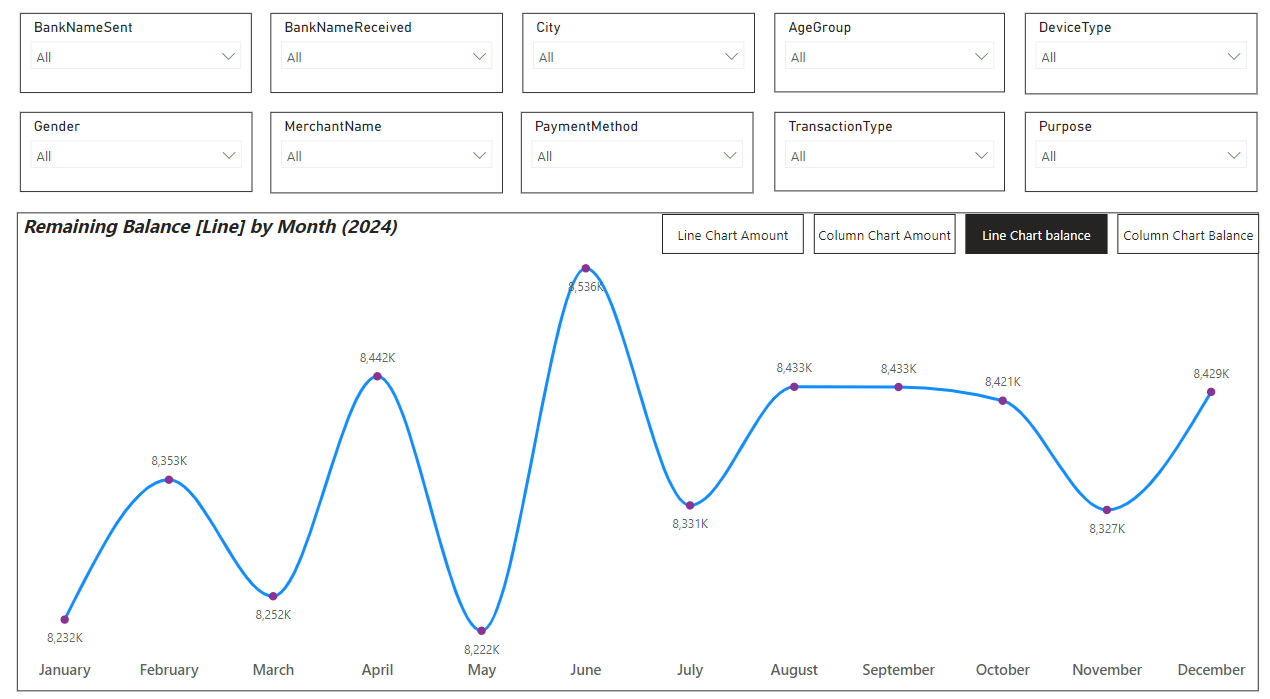 BankNameSent
All
BankNameReceived
All
City
All
AgeGroup
All
DeviceType
All
Gender
All
MerchantName
All
PaymentMethod
All
TransactionType
All
Purpose
All
Remaining Balance [Line] by Month (2024)
Line Chart Amount
Column Chart Amount
Line Chart balance
Column Chart Balance
8,232K
8,353K
8,252K
8,442K
8,222K
8,536K
8,331K
8,433K
8,433K
8,421K
8,327K
8,429K
January
February
March
April
May
June
July
August
September
October
November
December